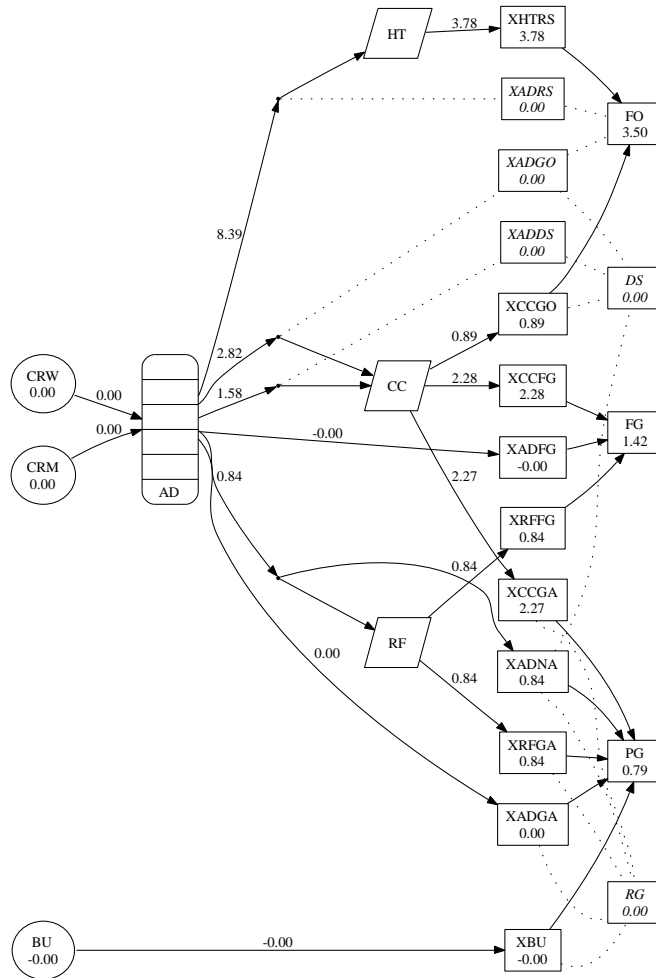 HT
3.78
XHTRS
3.78
XADRS
0.00
FO
3.50
XADGO
0.00
8.39
XADDS
0.00
DS
0.00
XCCGO
0.89
0.89
2.82
CRW
0.00
0.00
1.58
CC
2.28
XCCFG
2.28
FG
1.42
0.00
-0.00
XADFG
-0.00
CRM
0.00
AD
0.84
2.27
XRFFG
0.84
0.84
XCCGA
2.27
RF
0.00
XADNA
0.84
0.84
XRFGA
0.84
PG
0.79
XADGA
0.00
RG
0.00
BU
-0.00
-0.00
XBU
-0.00